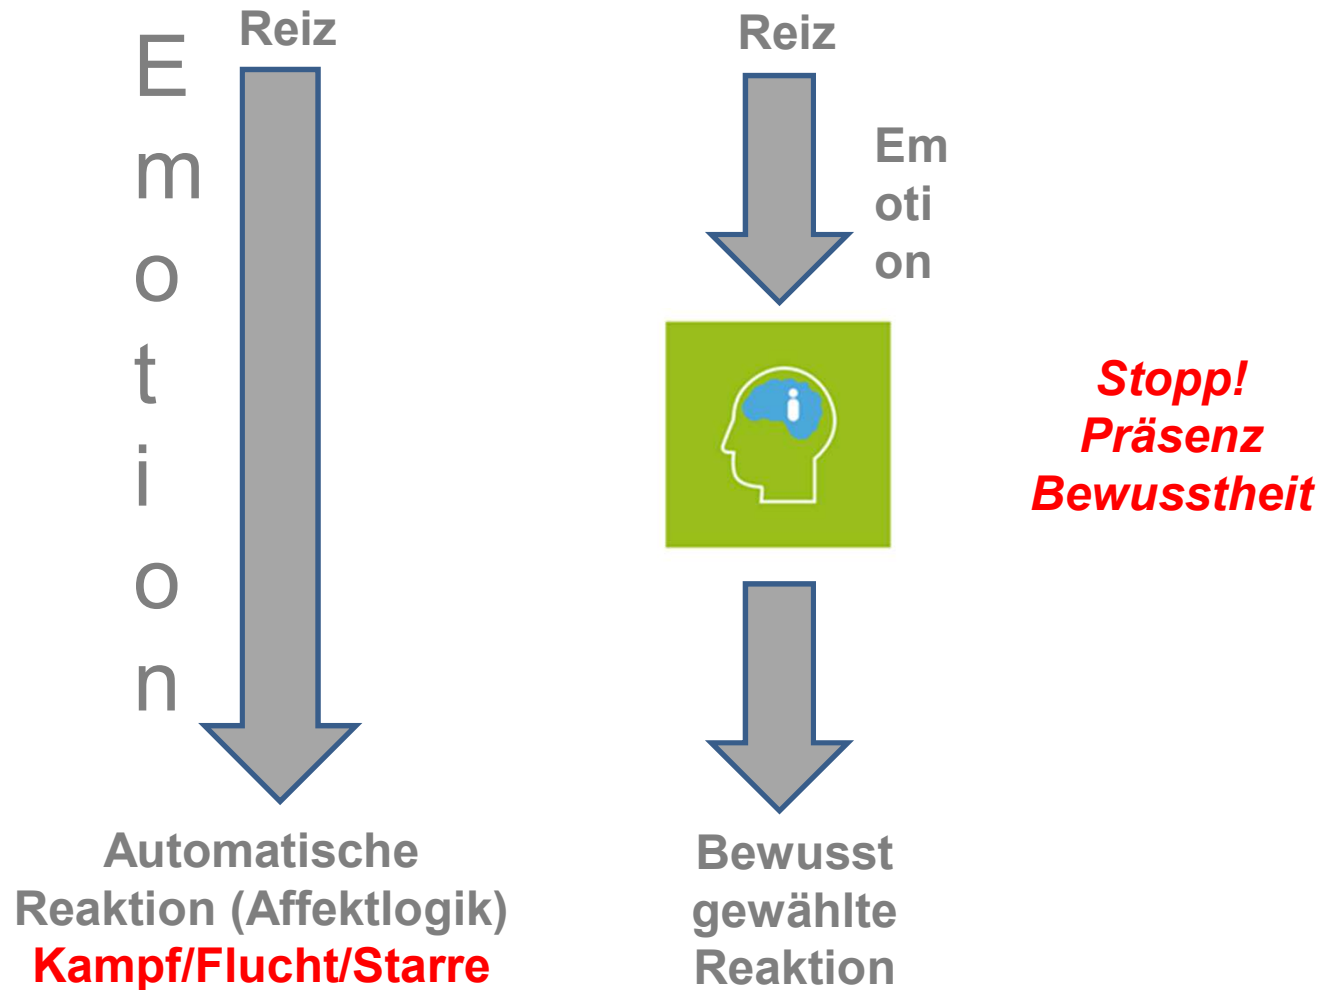 Reiz
E
m
o
t
i
o
n
Automatische
Reaktion (Affektlogik)
Kampf/Flucht/Starre
Reiz
Em
oti
on
i
Stopp!
Präsenz
Bewusstheit
Bewusst
gewählte
Reaktion